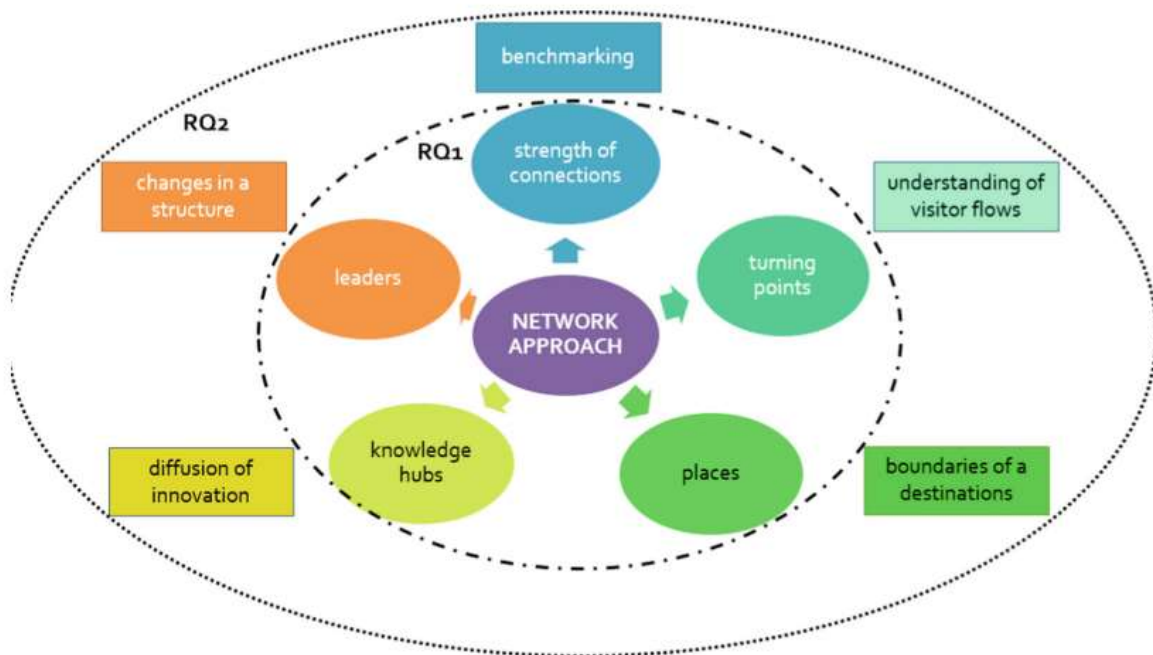 benchmarking
RQ2
RQ1
strength of
connections
changes in a
structure
understanding of
visitor flows
leaders
turning
points
NETWORK
APPROACH
knowledge
hubs
places
diffusion of
innovation
boundaries of a
destinations